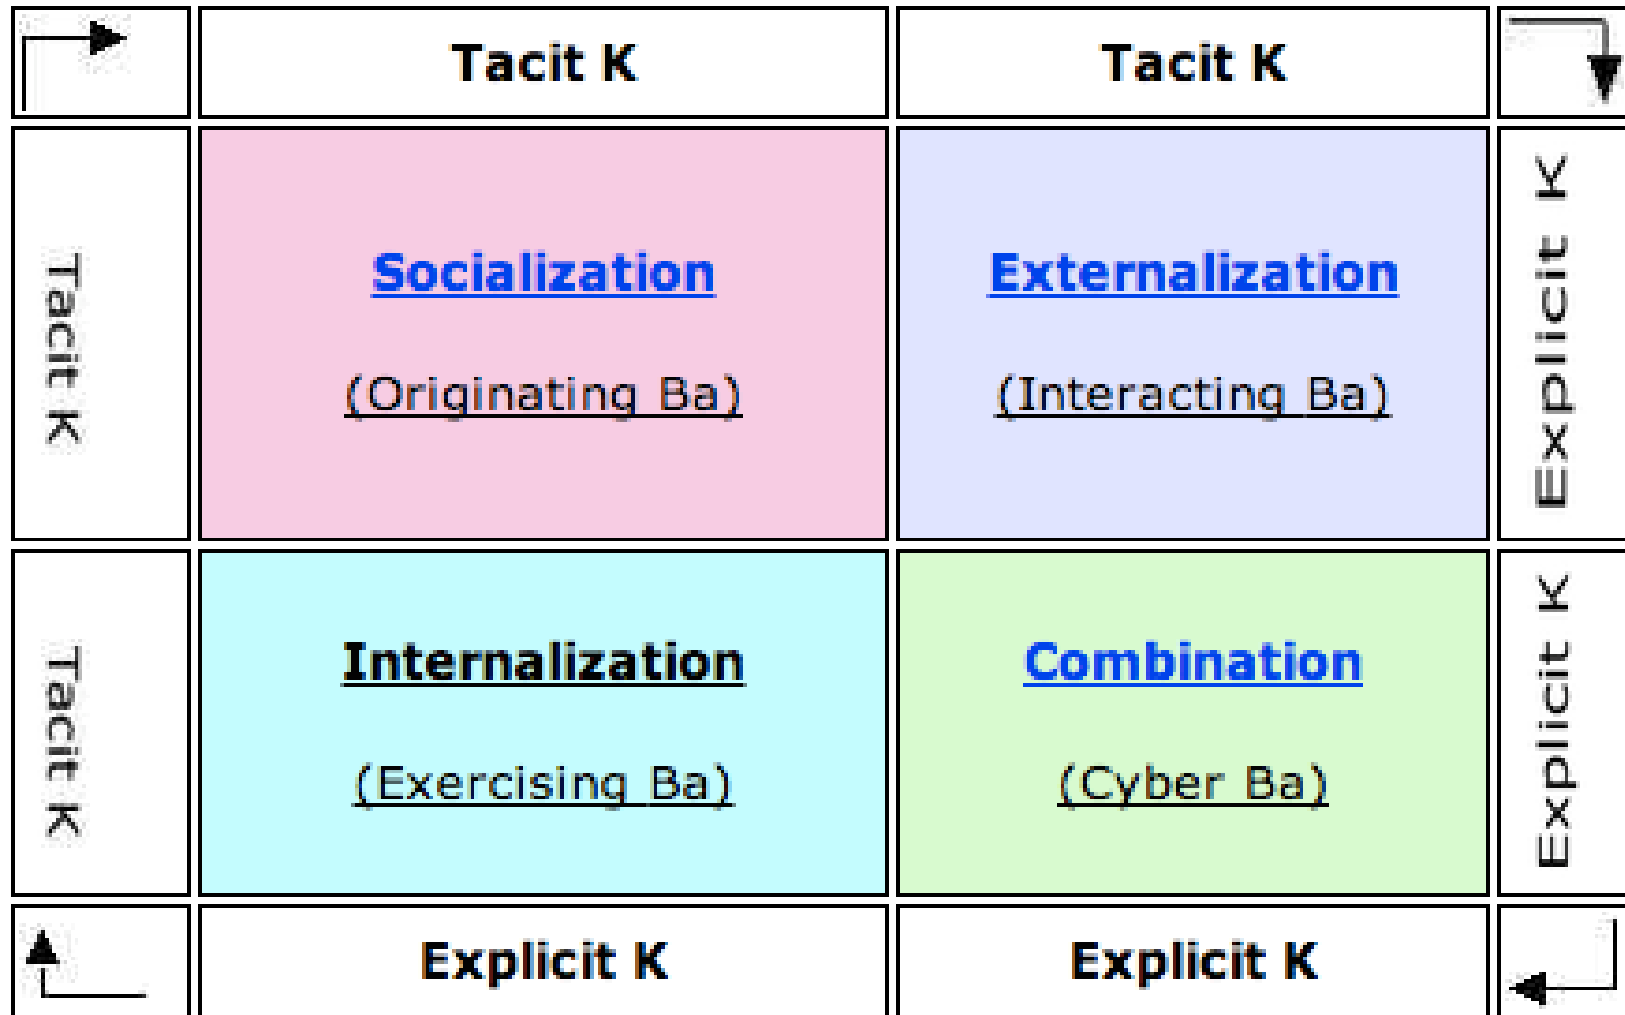 Tacit K
Tacit K
Tacit K
Socialization
(Originating Ba)
Externalization
(Interacting Ba)
Explicit K
Tacit K
Internalization
(Exercising Ba)
Combination
(Cyber Ba)
Explicit K
Explicit K
Explicit K